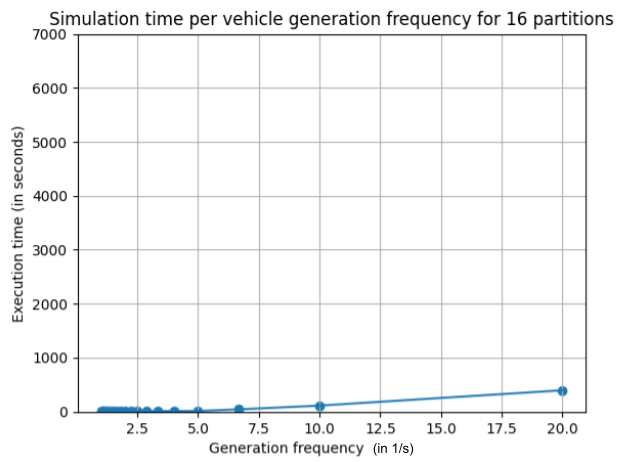 Simulation time per vehicle generation frequency for 16 partitions
7000
6000
5000
4000
3000
2000
1000
0
Execution time (in seconds)
2.5 5.0 7.5 10.0 12.5 15.0 17.5 20.0
Generation frequency (in 1/s)